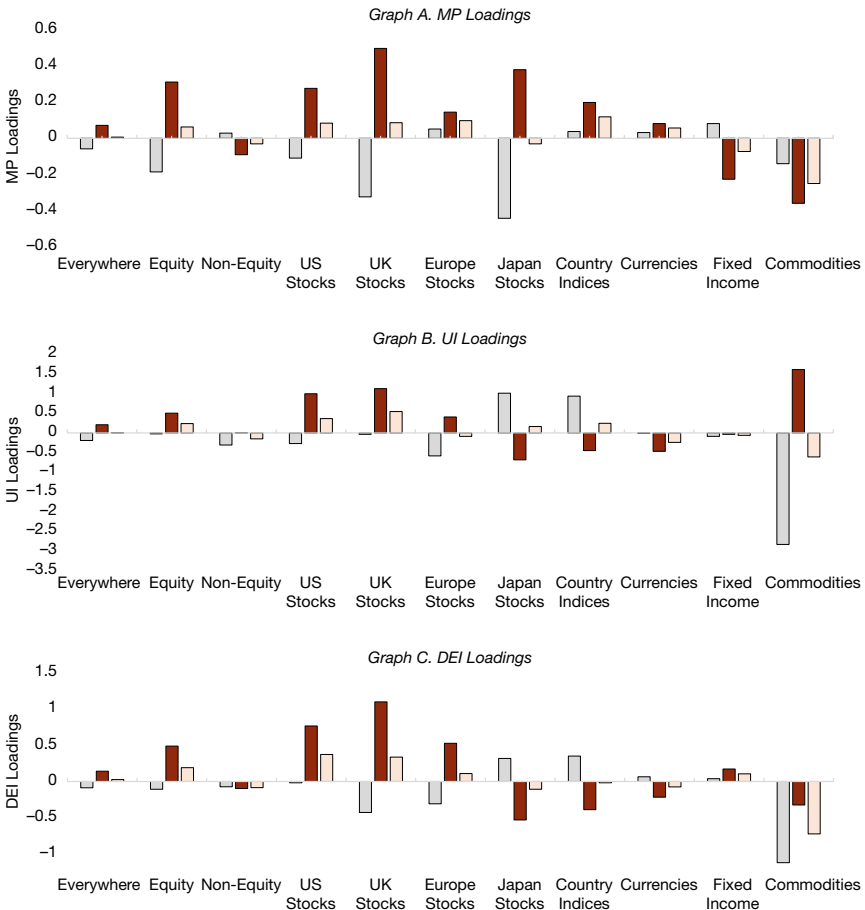 Graph A. MP Loadings
0.6
0.4
0.2
0
−0.2
−0.4
−0.6
MP Loadings
Everywhere Equity Non-Equity US UK Europe Japan Country Currencies Fixed Commodities
Stocks Stocks Stocks Stocks Indices Income
Graph B. UI Loadings
2
1.5
1
0.5
0
−0.5
−1
−1.5
−2
−2.5
−3
−3.5
UI Loadings
Everywhere Equity Non-Equity US UK Europe Japan Country Currencies Fixed Commodities
Stocks Stocks Stocks Stocks Indices Income
Graph C. DEI Loadings
1.5
1
0.5
0
−0.5
−1
DEI Loadings
Everywhere Equity Non-Equity US UK Europe Japan Country Currencies Fixed Commodities
Stocks Stocks Stocks Stocks Indices Income